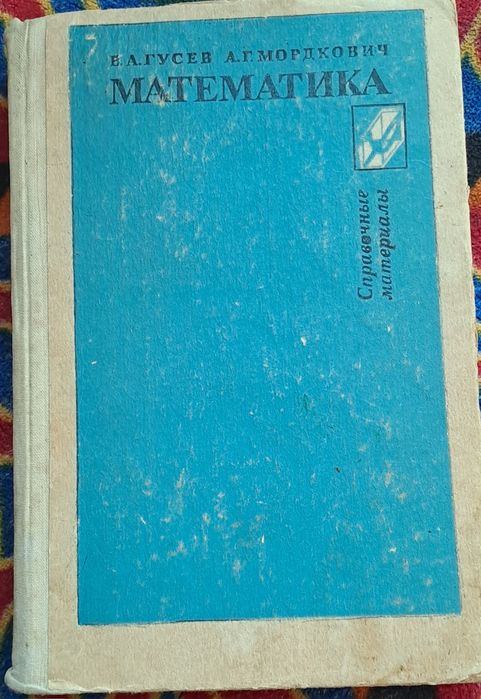 В.А.ГУСЕВ А.Г.МОРДКОВИЧ
МАТЕМАТИКА
Справочные
материалы